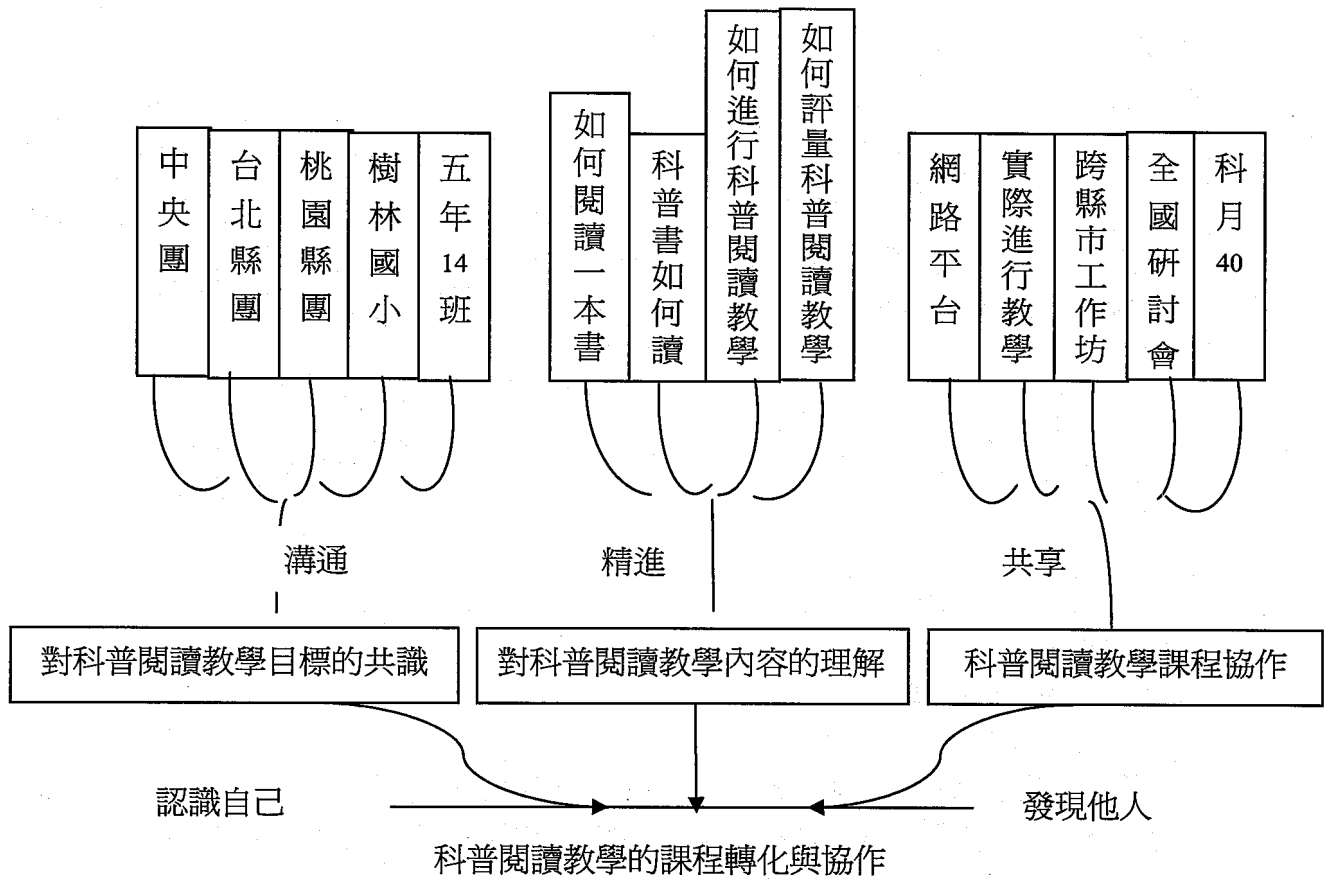 中央團
台北縣團
桃園縣團
樹林國小
五年14班
如何閱讀一本書
科普書如何讀
如何進行科普閱讀教學
如何評量科普閱讀教學
網路平台
實際進行教學
跨縣市工作坊
全國研討會
科月40
溝通
精進
共享
對科普閱讀教學目標的共識
對科普閱讀教學內容的理解
科普閱讀教學課程協作
認識自己
發現他人
科普閱讀教學的課程轉化與協作